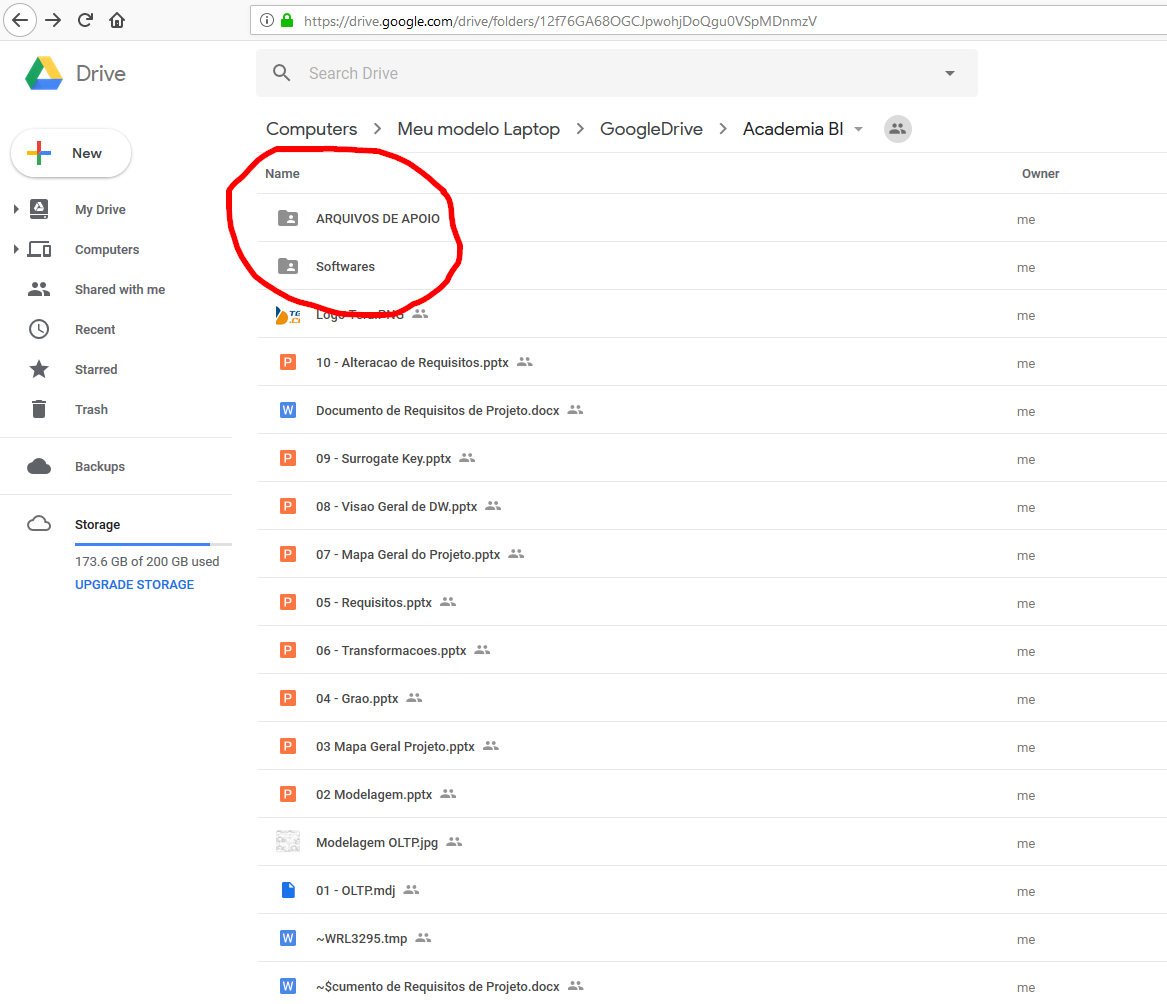 https://drive.google.com/drive/folders/12f76GA68OGCJpwohjDoQgu0VSpMDnmzV
Drive
Search Drive
Computers > Meu modelo Laptop > GoogleDrive > Academia BI
New
My Drive
Computers
Shared with me
Recent
Starred
Trash
Backups
Storage
173.6 GB of 200 GB used
UPGRADE STORAGE
Name Owner
ARQUIVOS DE APOIO me
Softwares me
Logo .PNG me
10 - Alteracao de Requisitos.pptx me
Documento de Requisitos de Projeto.docx me
09 - Surrogate Key.pptx me
08 - Visao Geral de DW.pptx me
07 - Mapa Geral do Projeto.pptx me
05 - Requisitos.pptx me
06 - Transformacoes.pptx me
04 - Grao.pptx me
03 Mapa Geral Projeto.pptx me
02 Modelagem.pptx me
Modelagem OLTP.jpg me
01 - OLTP.mdj me
~WRL3295.tmp me
~$cumento de Requisitos de Projeto.docx me